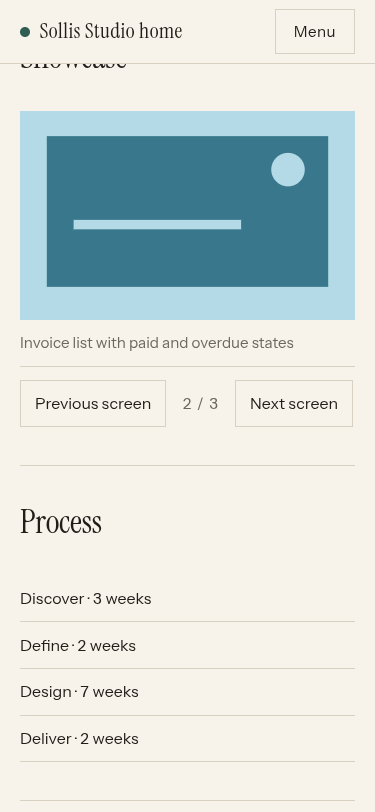 Sollis Studio home
Menu
Showcase
Invoice list with paid and overdue states
Previous screen
2 / 3
Next screen
Process
Discover · 3 weeks
Define · 2 weeks
Design · 7 weeks
Deliver · 2 weeks